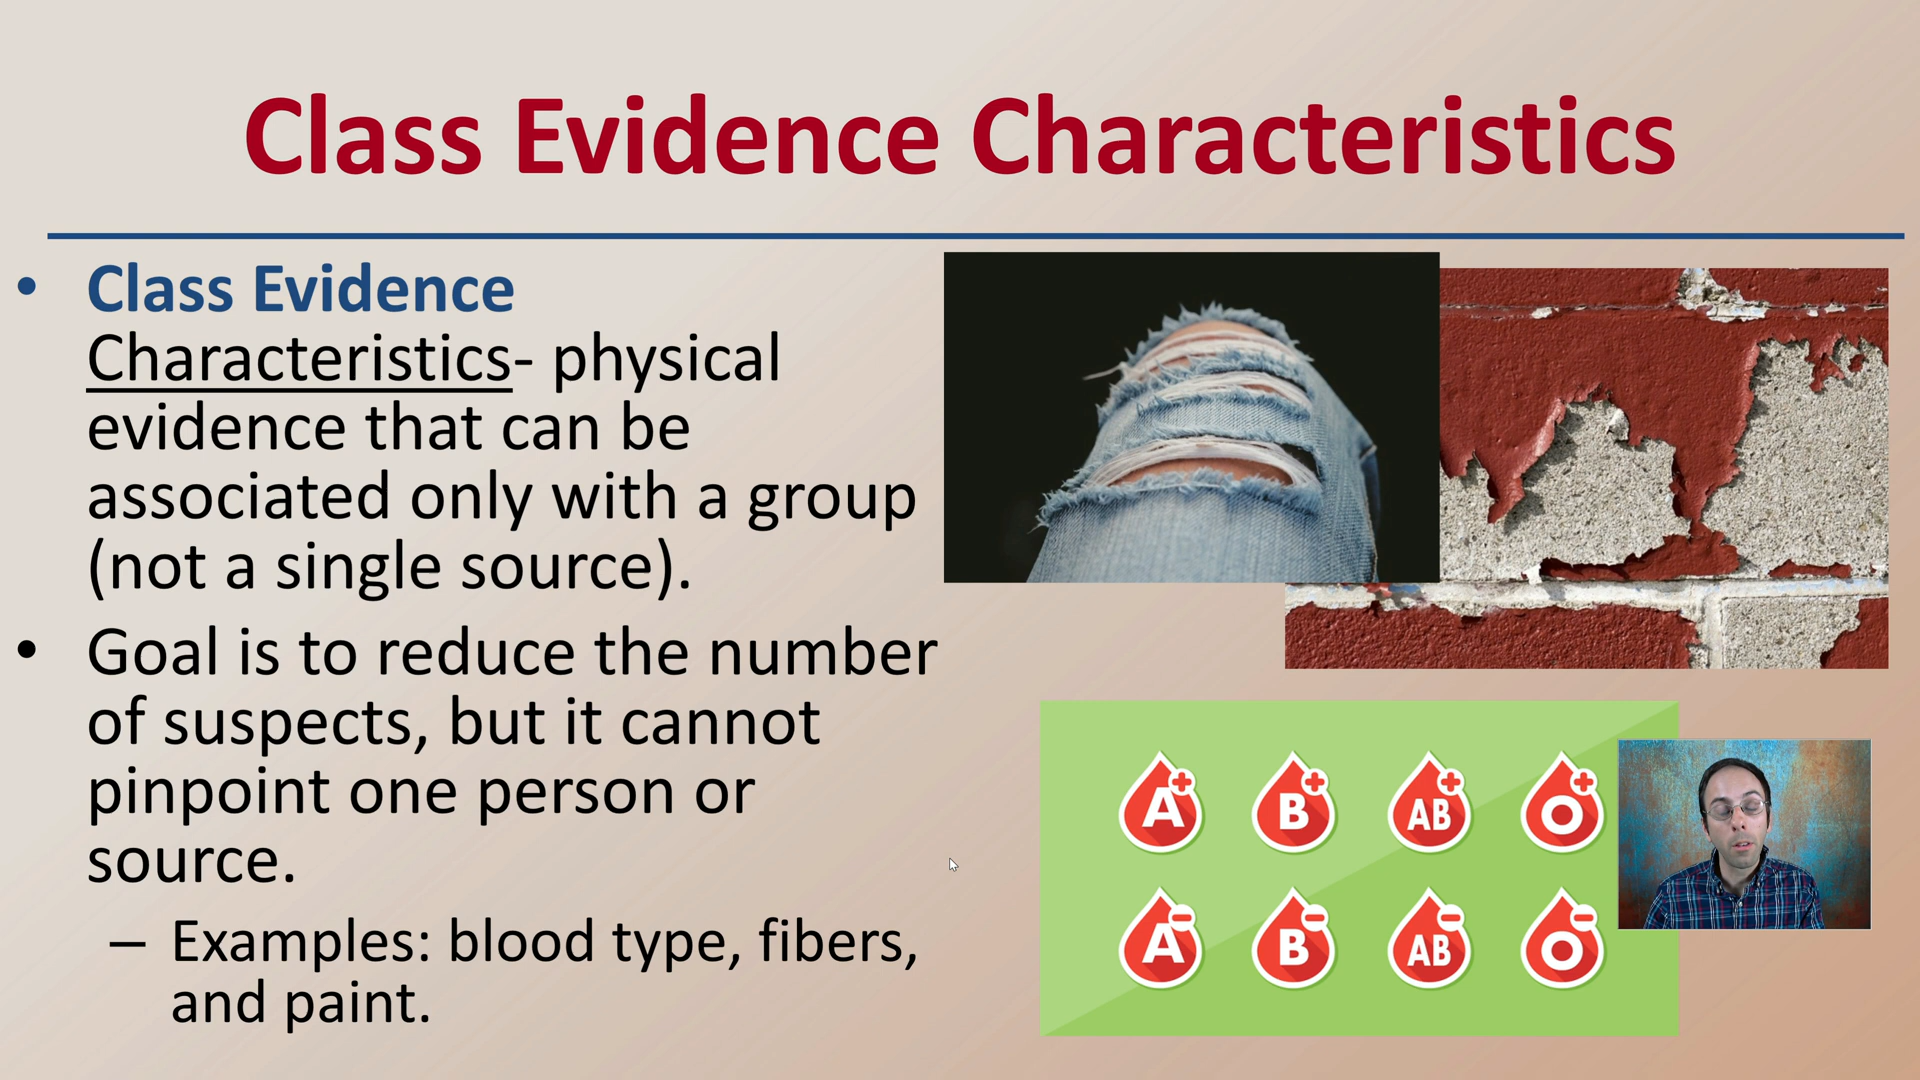 Class Evidence Characteristics
• Class Evidence
Characteristics- physical
evidence that can be
associated only with a group
(not a single source).
• Goal is to reduce the number
of suspects, but it cannot
pinpoint one person or
source.
– Examples: blood type, fibers,
and paint.
A+ B+ AB+ O+
A- B- AB- O-